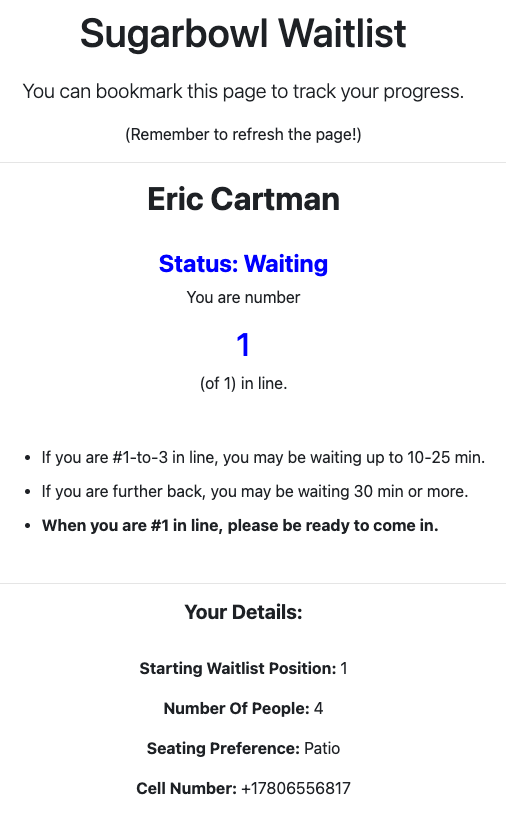 Sugarbowl Waitlist
You can bookmark this page to track your progress.
(Remember to refresh the page!)
Eric Cartman
Status: Waiting
You are number
1
(of 1) in line.
• If you are #1-to-3 in line, you may be waiting up to 10-25 min.
• If you are further back, you may be waiting 30 min or more.
• When you are #1 in line, please be ready to come in.
Your Details:
Starting Waitlist Position: 1
Number Of People: 4
Seating Preference: Patio
Cell Number: +17806556817